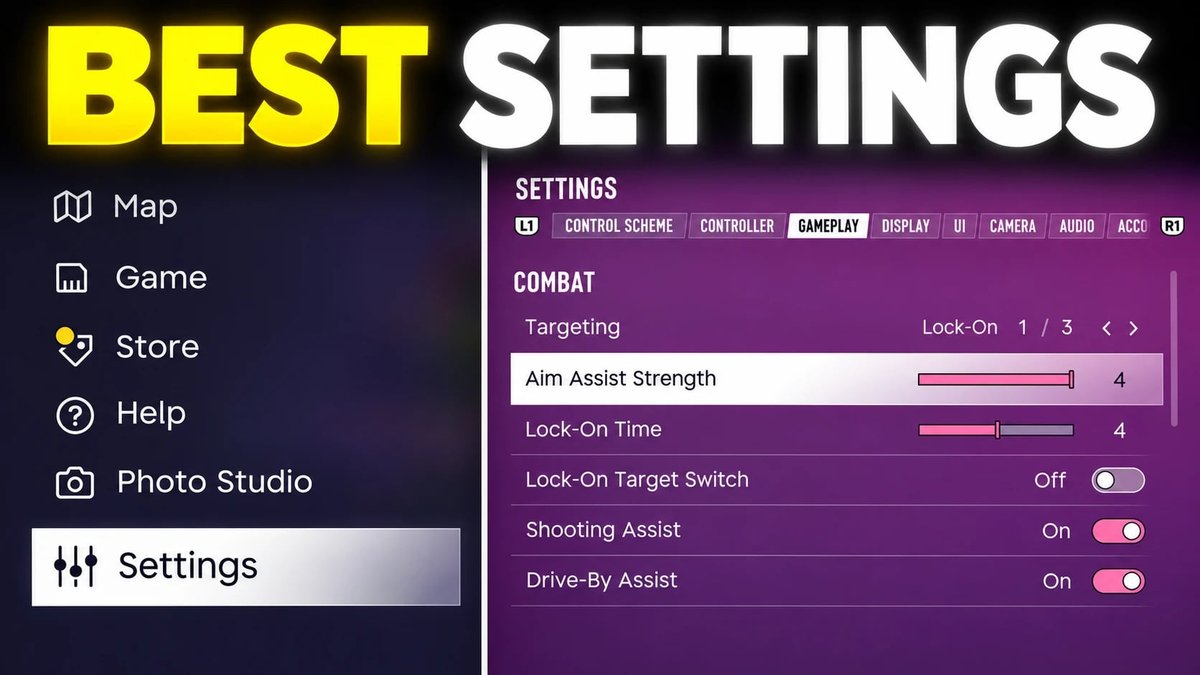 BEST SETTINGS
Map
Game
Store
Help
Photo Studio
Settings
SETTINGS
L1 CONTROL SCHEME CONTROLLER GAMEPLAY DISPLAY UI CAMERA AUDIO ACCO R1
COMBAT
Targeting Lock-On 1 / 3 < >
Aim Assist Strength 4
Lock-On Time 4
Lock-On Target Switch Off
Shooting Assist On
Drive-By Assist On